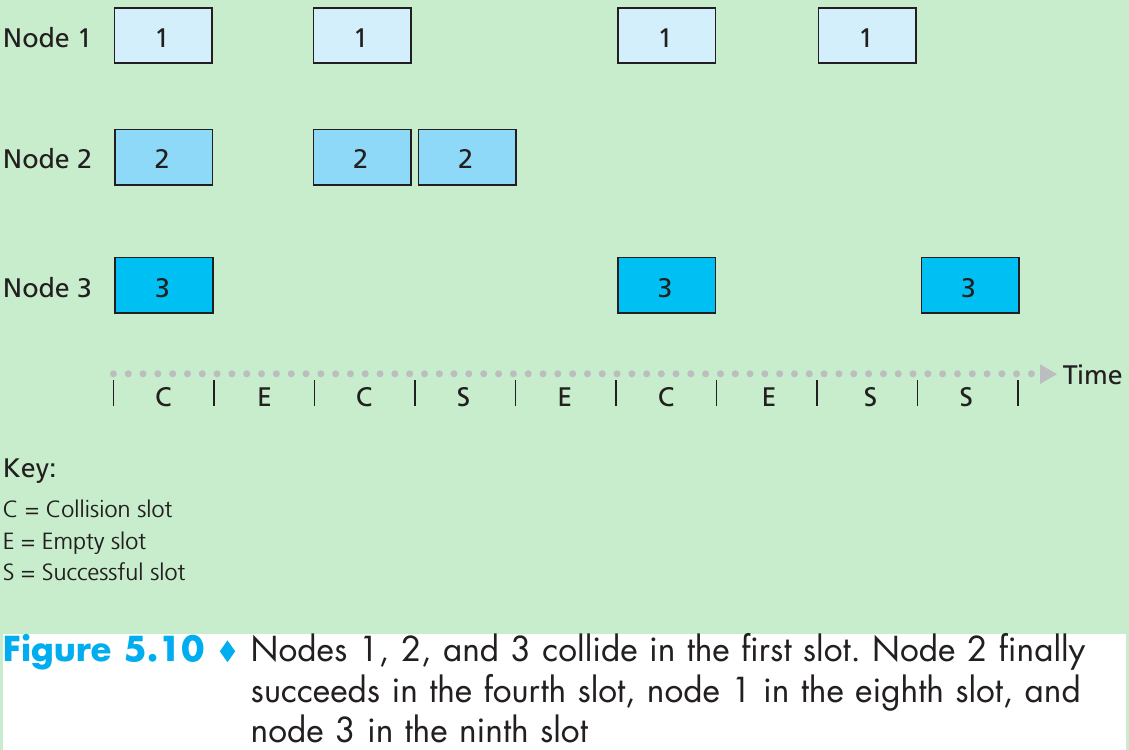 Node 1 1 1 1 1
Node 2 2 2 2
Node 3 3 3 3
Time
C E C S E C E S S
Key:
C = Collision slot
E = Empty slot
S = Successful slot
Figure 5.10 ♦ Nodes 1, 2, and 3 collide in the first slot. Node 2 finally
succeeds in the fourth slot, node 1 in the eighth slot, and
node 3 in the ninth slot